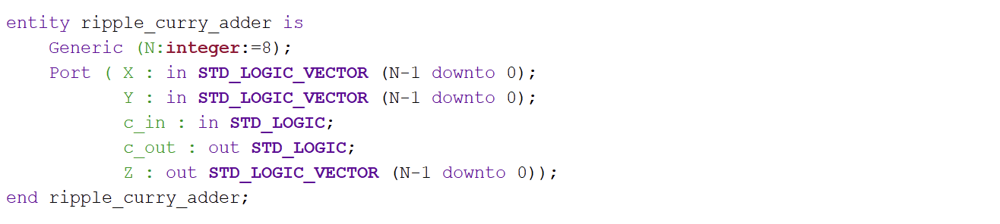 entity ripple_curry_adder is
Generic (N:integer:=8);
Port ( X : in STD_LOGIC_VECTOR (N-1 downto 0);
Y : in STD_LOGIC_VECTOR (N-1 downto 0);
c_in : in STD_LOGIC;
c_out : out STD_LOGIC;
Z : out STD_LOGIC_VECTOR (N-1 downto 0));
end ripple_curry_adder;